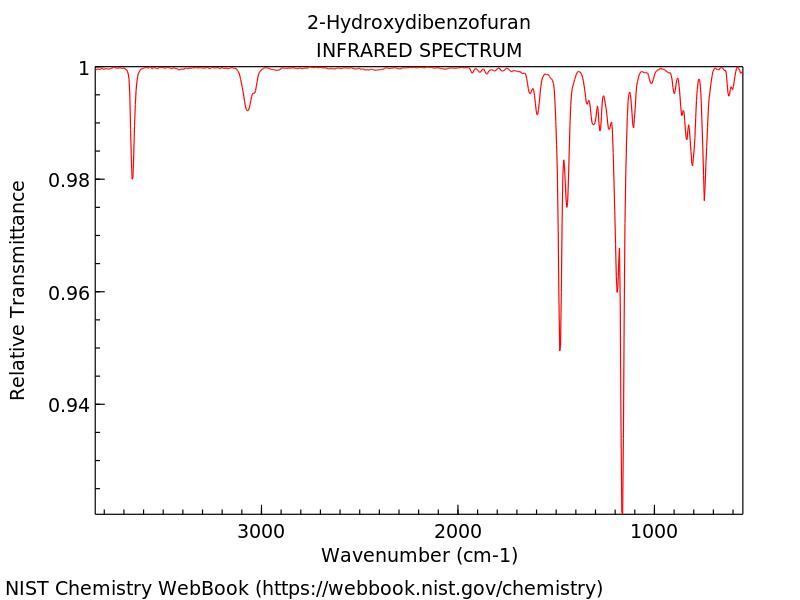 2-Hydroxydibenzofuran
INFRARED SPECTRUM
1
0.98
0.96
0.94
Relative Transmittance
3000 2000 1000
Wavenumber (cm-1)
NIST Chemistry WebBook (https://webbook.nist.gov/chemistry)